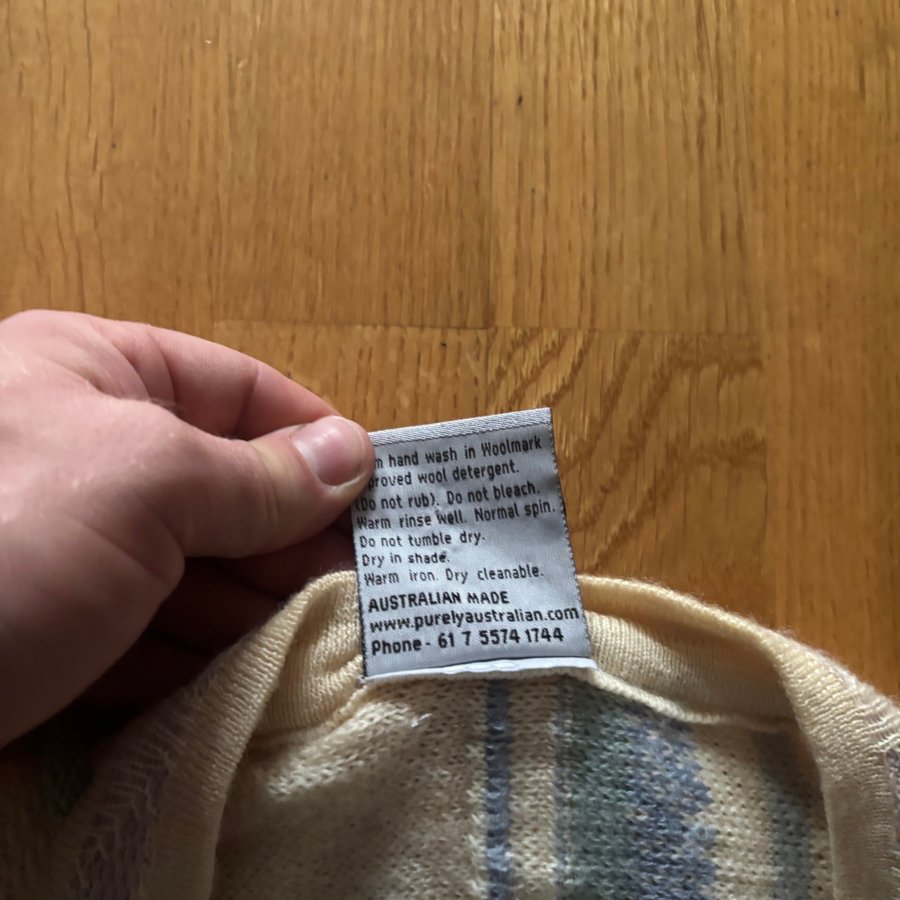 m hand wash in Woolmark
proved wool detergent.
(Do not rub). Do not bleach.
Warm rinse well. Normal spin.
Do not tumble dry.
Dry in shade.
Warm iron. Dry cleanable.
AUSTRALIAN MADE
www.purelyaustralian.com
Phone - 61 7 5574 1744